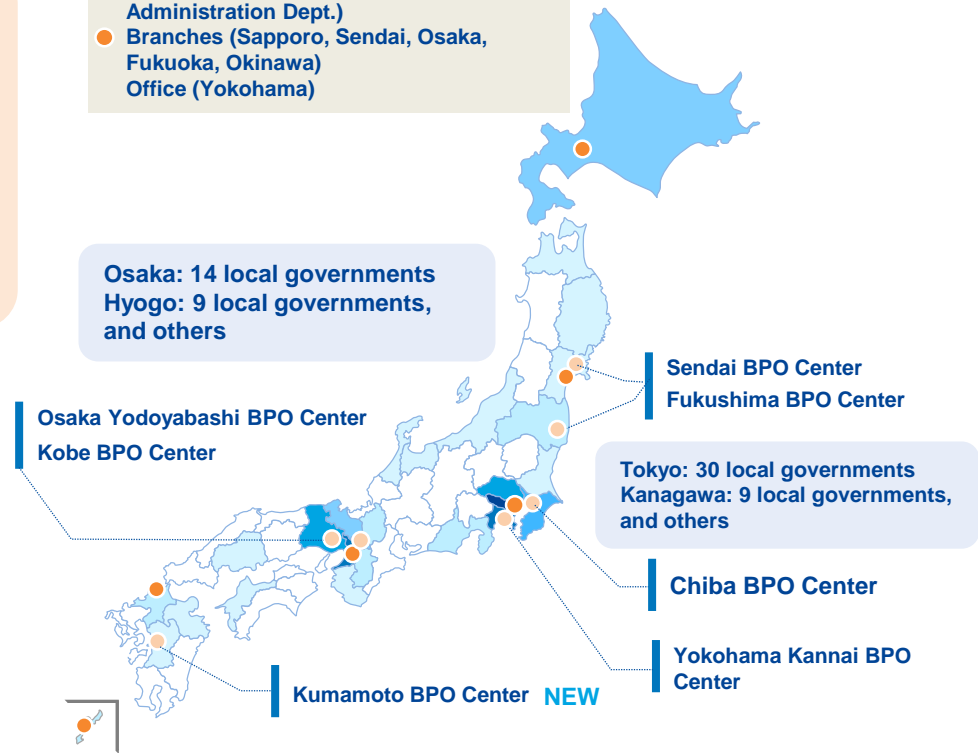 Administration Dept.)
Branches (Sapporo, Sendai, Osaka,
Fukuoka, Okinawa)
Office (Yokohama)
Osaka: 14 local governments
Hyogo: 9 local governments,
and others
Sendai BPO Center
Fukushima BPO Center
Osaka Yodoyabashi BPO Center
Kobe BPO Center
Tokyo: 30 local governments
Kanagawa: 9 local governments,
and others
Chiba BPO Center
Yokohama Kannai BPO
Center
Kumamoto BPO Center NEW